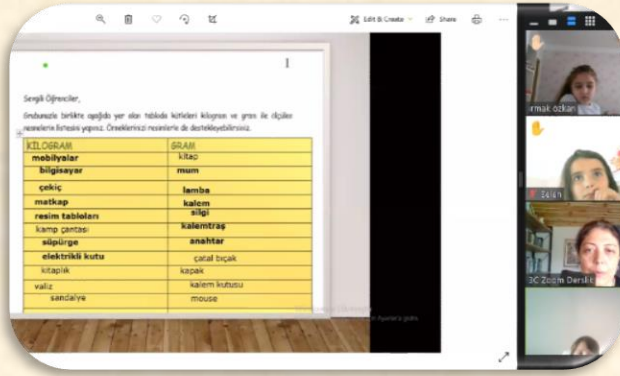 Edit & Create
Share
1
Sevgili Öğrenciler,
Grubunuzla birlikte aşağıda yer alan tabloda kütleleri kilogram ve gram ile ölçülen
nesnelerin listesini yapınız. Örneklerinizi resimlerle de destekleyebilirsiniz.
KİLOGRAM GRAM
mobilyalar kitap
bilgisayar mum
çekiç lamba
matkap kalem
resim tabloları silgi
kamp çantası kalemtraş
süpürge anahtar
elektrikli kutu çatal bıçak
kitaplık kapak
valiz kalem kutusu
sandalye mouse
ırmak özkan
Selen
3C Zoom Derslik